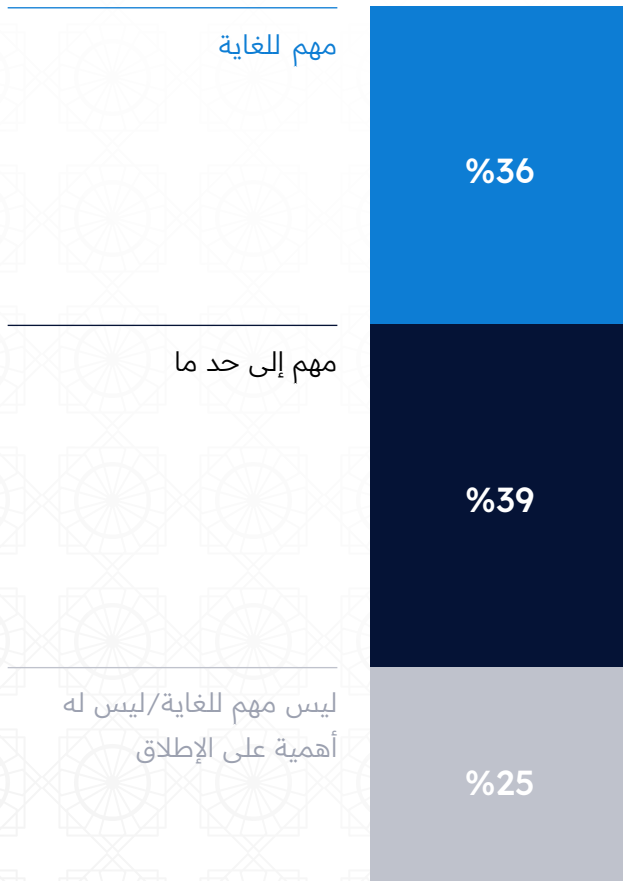 مهم للغاية
%36
مهم إلى حد ما
%39
ليس مهم للغاية/ليس له
أهمية على الإطلاق
%25